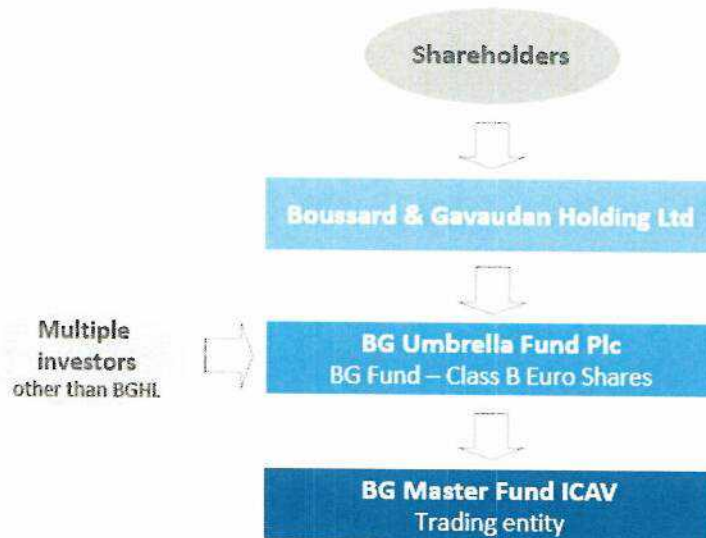 Shareholders
Boussard & Gavaudan Holding Ltd
Multiple
investors
other than BGHL
BG Umbrella Fund Plc
BG Fund – Class B Euro Shares
BG Master Fund ICAV
Trading entity